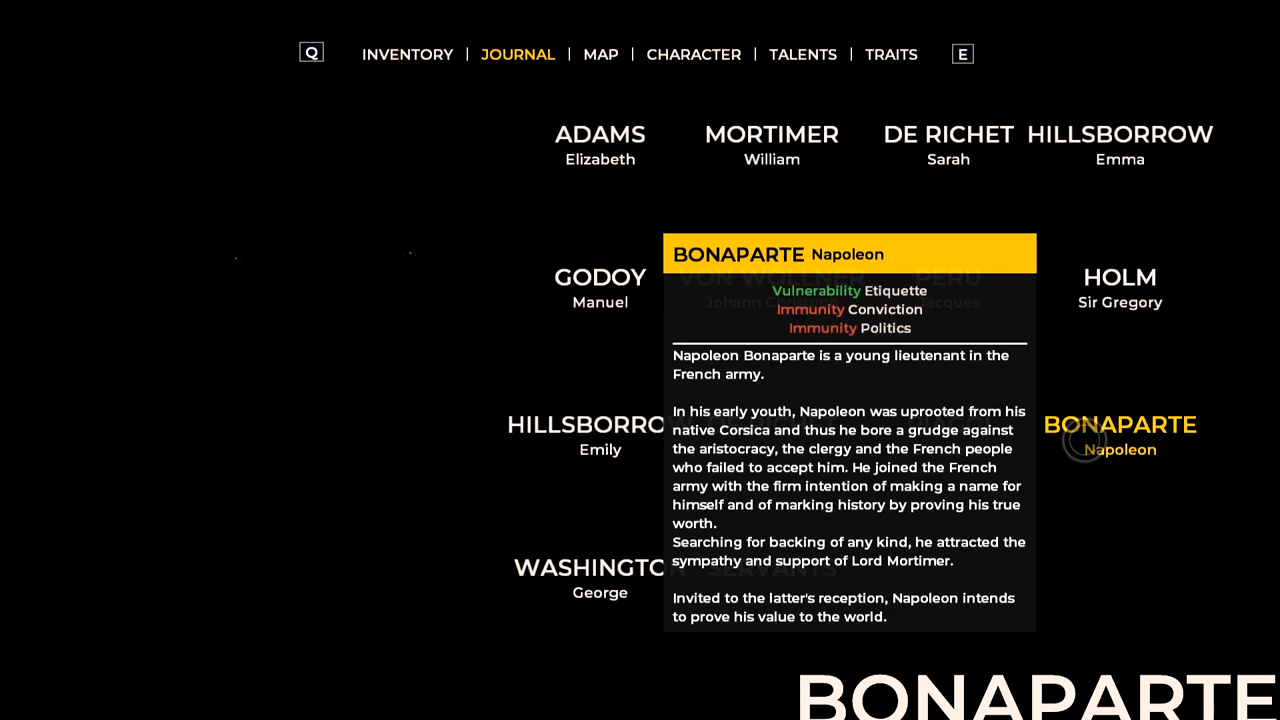 Q INVENTORY | JOURNAL | MAP | CHARACTER | TALENTS | TRAITS E
ADAMS MORTIMER DE RICHET HILLSBORROW
Elizabeth William Sarah Emma
BONAPARTE Napoleon
GODOY VON WOLLNER PERU HOLM
Manuel Johann Jacques Sir Gregory
Vulnerability Etiquette
Immunity Conviction
Immunity Politics
Napoleon Bonaparte is a young lieutenant in the
French army.
In his early youth, Napoleon was uprooted from his
native Corsica and thus he bore a grudge against
the aristocracy, the clergy and the French people
who failed to accept him. He joined the French
army with the firm intention of making a name for
himself and of marking history by proving his true
worth.
Searching for backing of any kind, he attracted the
sympathy and support of Lord Mortimer.
Invited to the latter's reception, Napoleon intends
to prove his value to the world.
HILLSBORRO BONAPARTE
Emily Napoleon
WASHINGTO SERVANTS
George
BONAPARTE